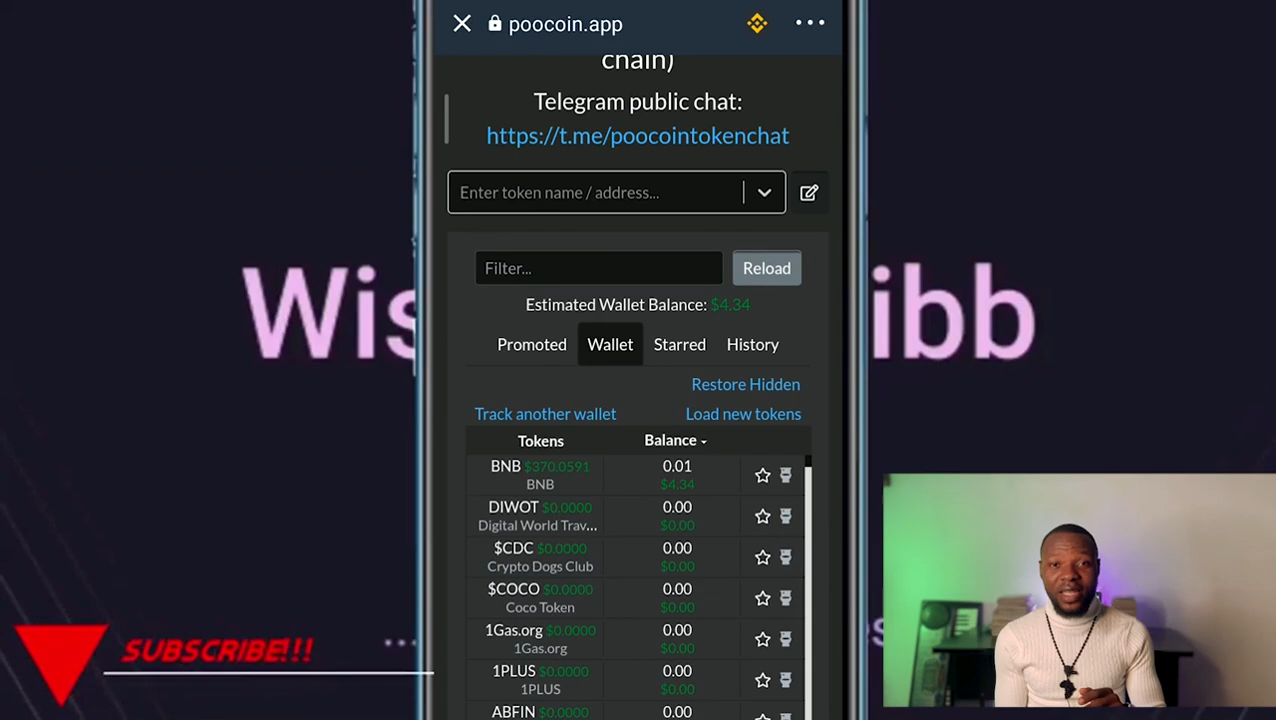 poocoin.app
chain)
Telegram public chat:
https://t.me/poocointokenchat
Enter token name / address...
Filter...
Reload
Estimated Wallet Balance: $4.34
Promoted
Wallet
Starred
History
Restore Hidden
Track another wallet
Load new tokens
Tokens
Balance
BNB $370.0591
0.01
BNB
$4.34
DIWOT $0.0000
0.00
Digital World Trav...
$0.00
$CDC $0.0000
0.00
Crypto Dogs Club
$0.00
$COCO $0.0000
0.00
Coco Token
$0.00
1Gas.org $0.0000
0.00
1Gas.org
$0.00
1PLUS $0.0000
0.00
1PLUS
$0.00
ABFIN $0.0000
0.00
Wis
ibb
SUBSCRIBE!!!